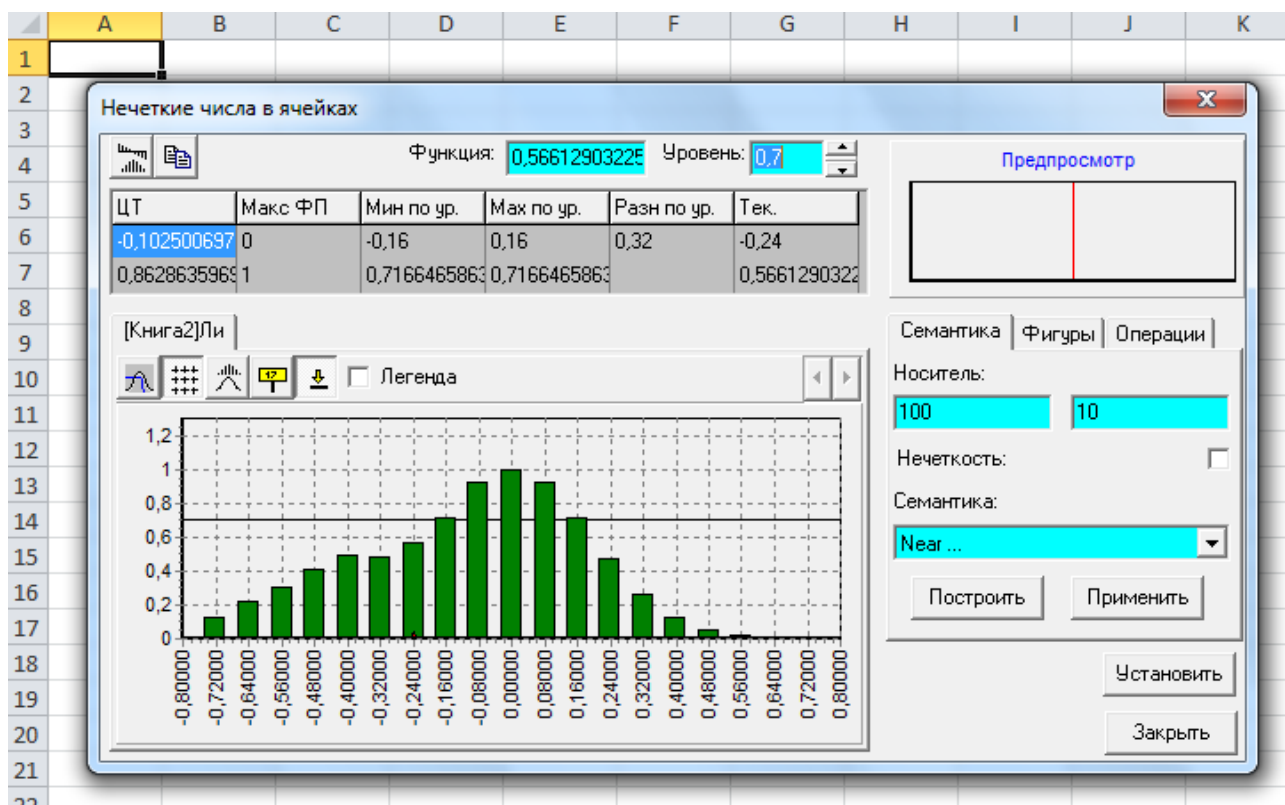 A B C D E F G H I J K
1
2
3
4
5
6
7
8
9
10
11
12
13
14
15
16
17
18
19
20
21
22
Нечеткие числа в ячейках
Функция: 0,56612903225 Уровень: 0,7
ЦТ Макс ФП Мин по ур. Мах по ур. Разн по ур. Тек.
-0,102500697 0 -0,16 0,16 0,32 -0,24
0,8628635969 1 0,7166465863 0,7166465863 0,5661290322
Предпросмотр
[Книга2]Ли
17 Легенда
1,2
1
0,8
0,6
0,4
0,2
0
-0,80000 -0,72000 -0,64000 -0,56000 -0,48000 -0,40000 -0,32000 -0,24000 -0,16000 -0,08000 0,00000 0,08000 0,16000 0,24000 0,32000 0,40000 0,48000 0,56000 0,64000 0,72000 0,80000
Семантика Фигуры Операции
Носитель:
100 10
Нечеткость:
Семантика:
Near ...
Построить Применить
Установить
Закрыть